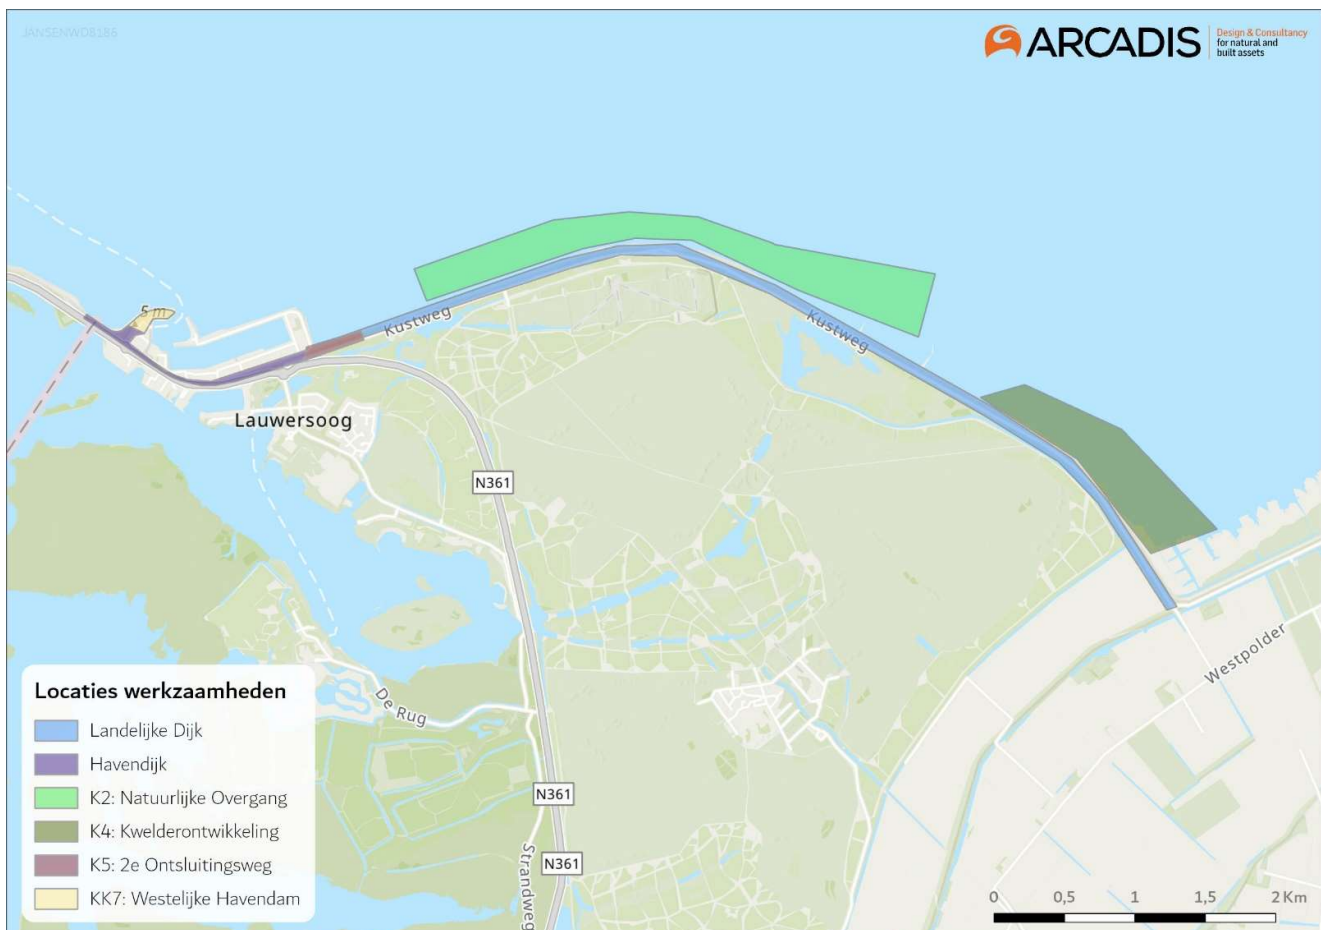 JANSENWD8186
ARCADIS
Design & Consultancy
for natural and
built assets
5 m
Kustweg
Kustweg
Lauwersoog
N361
Westpolder
De Rug
N361
Strandweg
N361
Locaties werkzaamheden
Landelijke Dijk
Havendijk
K2: Natuurlijke Overgang
K4: Kwelderontwikkeling
K5: 2e Ontsluitingsweg
KK7: Westelijke Havendam
0 0,5 1 1,5 2 Km